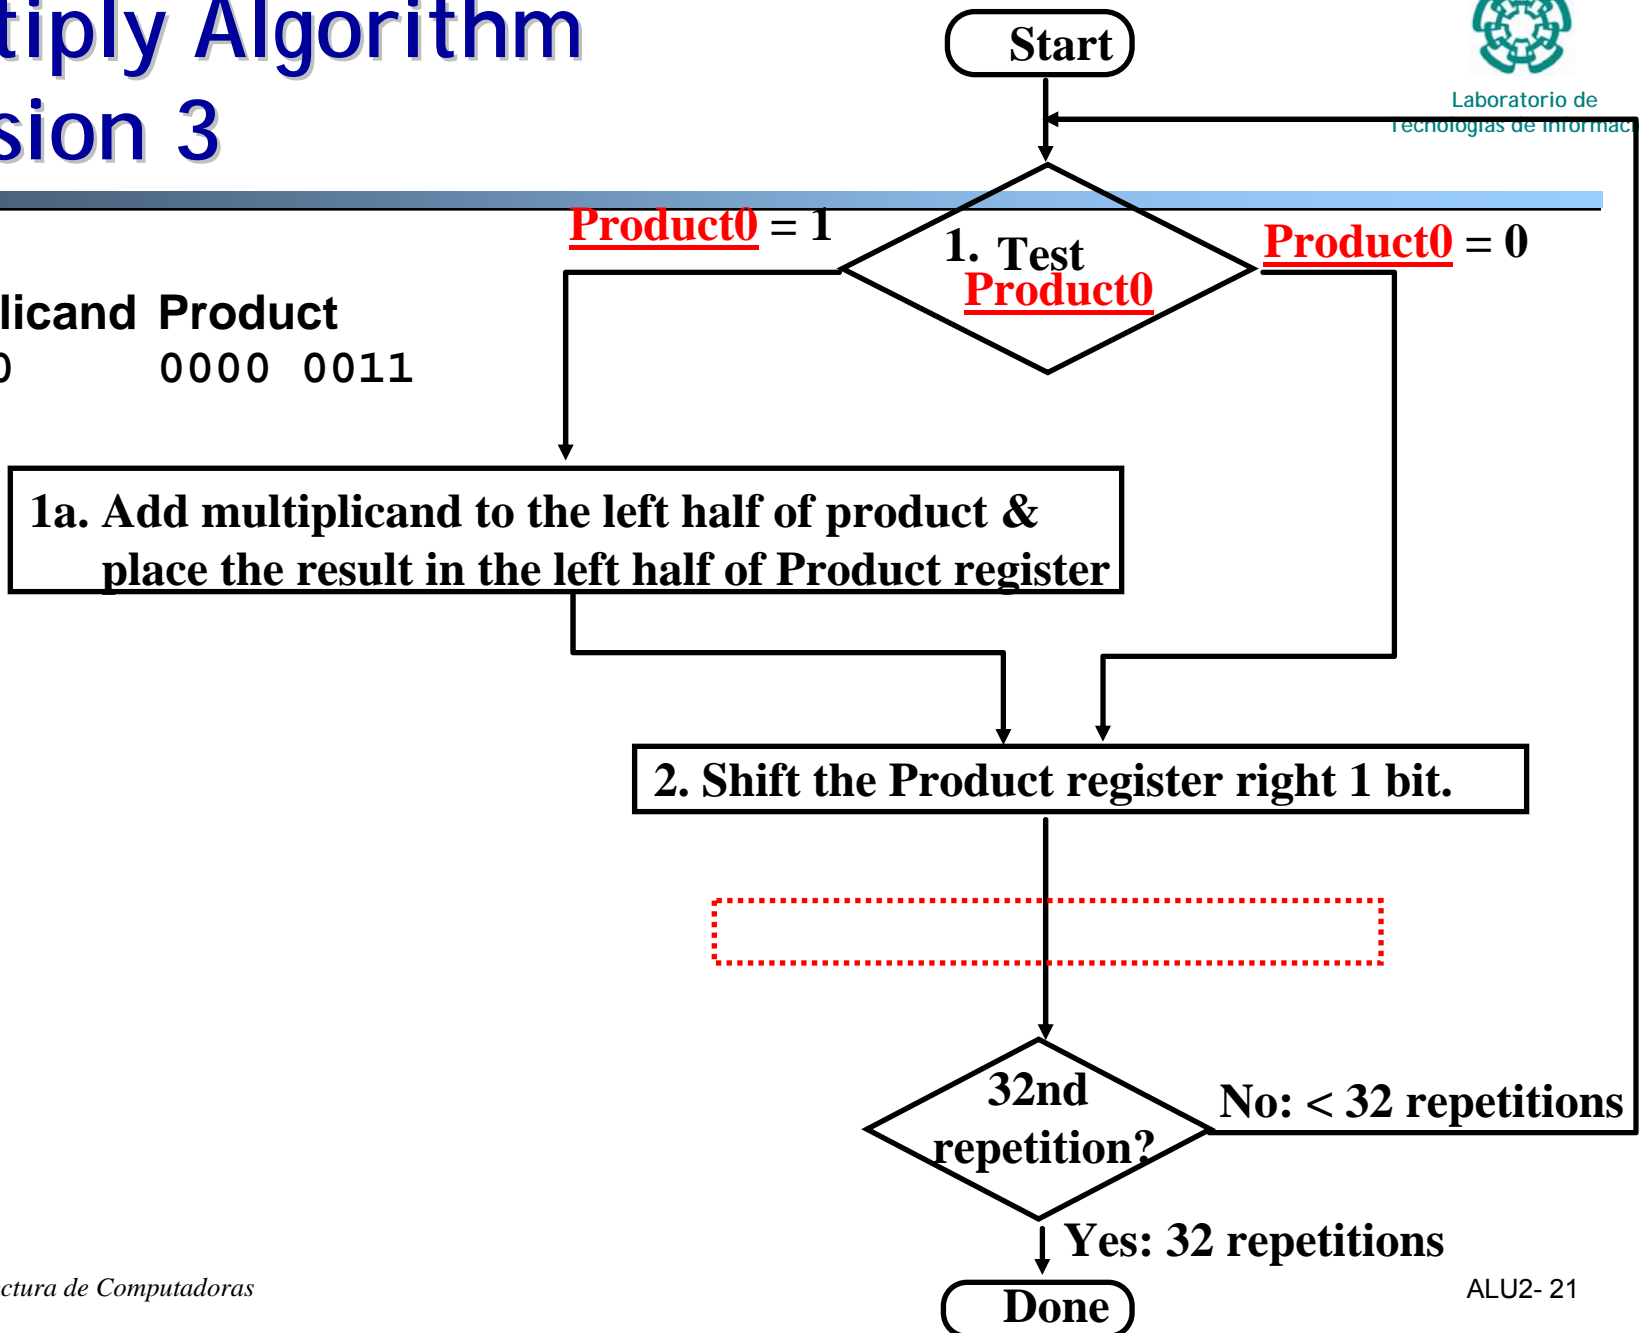 tiply Algorithm
sion 3
Start
Laboratorio de
Tecnologías de Informaci
Product0 = 1
1. Test
Product0
Product0 = 0
licand Product
0 0000 0011
1a. Add multiplicand to the left half of product &
place the result in the left half of Product register
2. Shift the Product register right 1 bit.
32nd
repetition?
No: < 32 repetitions
Yes: 32 repetitions
Done
ctura de Computadoras
ALU2- 21